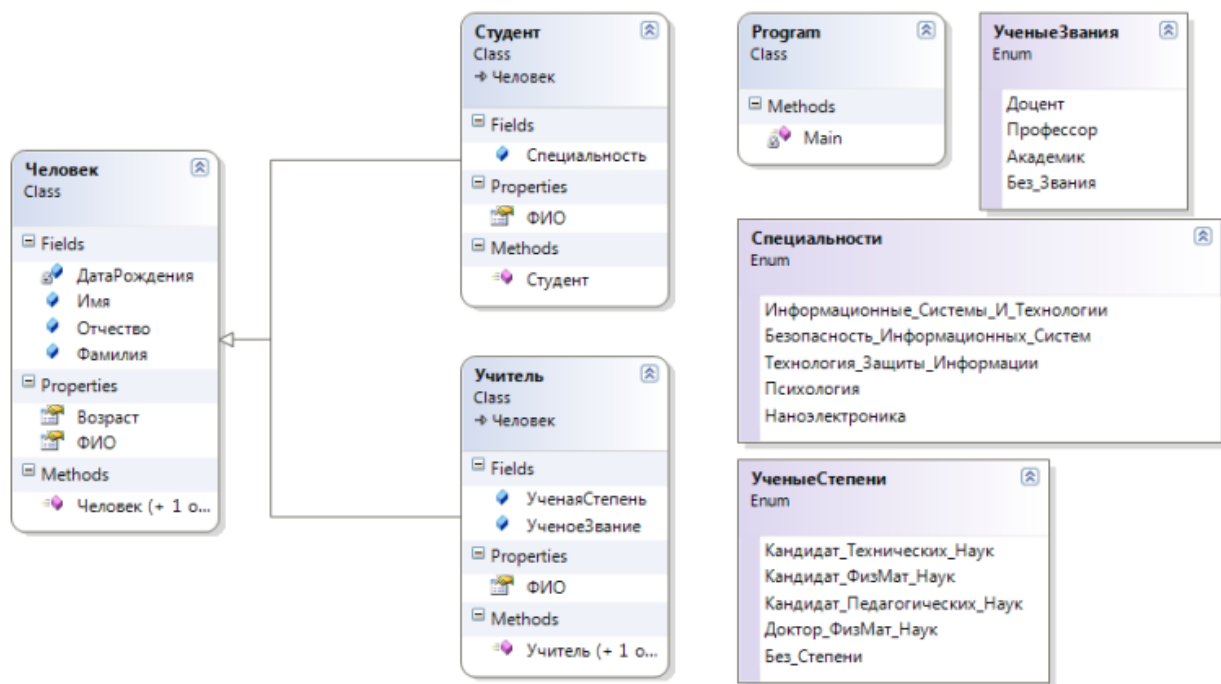 Человек
Class
Fields
ДатаРождения
Имя
Отчество
Фамилия
Properties
Возраст
ФИО
Methods
Человек (+ 1 о...
Студент
Class
Человек
Fields
Специальность
Properties
ФИО
Methods
Студент
Учитель
Class
Человек
Fields
УченаяСтепень
УченоеЗвание
Properties
ФИО
Methods
Учитель (+ 1 о...
Program
Class
Methods
Main
УченыеЗвания
Enum
Доцент
Профессор
Академик
Без_Звания
Специальности
Enum
Информационные_Системы_И_Технологии
Безопасность_Информационных_Систем
Технология_Защиты_Информации
Психология
Наноэлектроника
УченыеСтепени
Enum
Кандидат_Технических_Наук
Кандидат_ФизМат_Наук
Кандидат_Педагогических_Наук
Доктор_ФизМат_Наук
Без_Степени